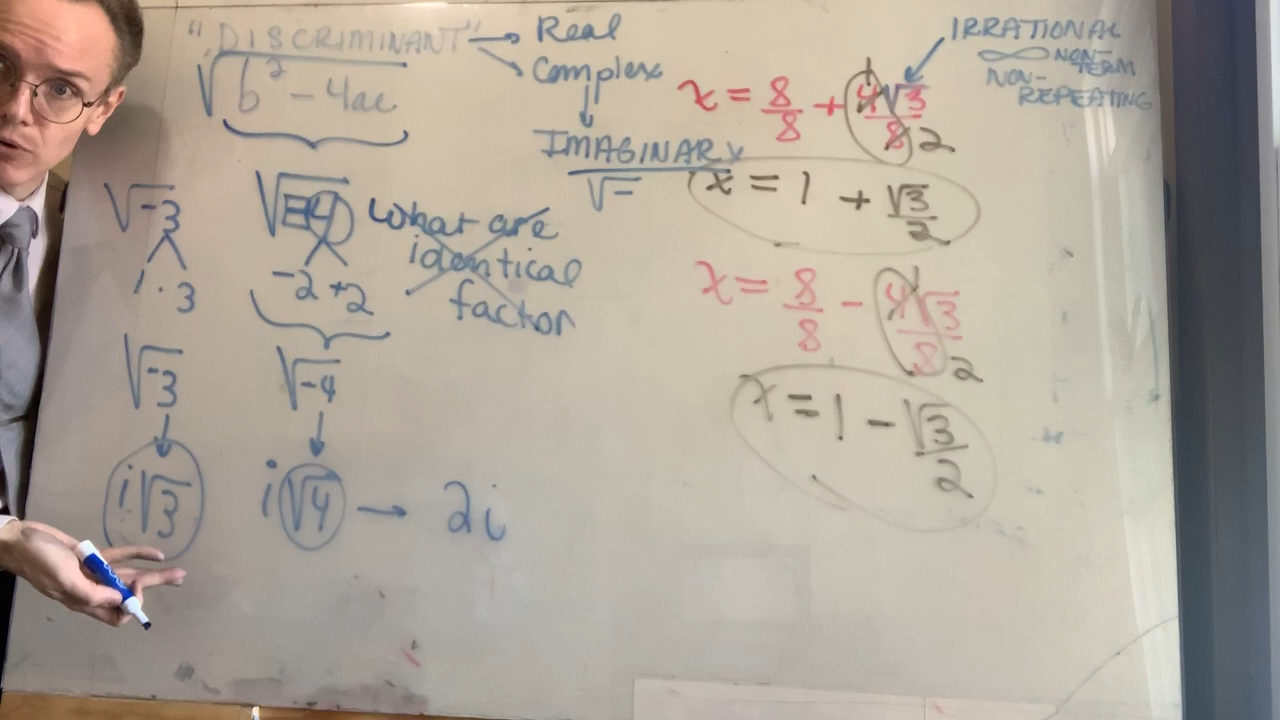 "DISCRIMINANT" → Real
Complex
√b² - 4ac
IMAGINARY
√-
√-3
1 · 3
√-3
i√3
√-4
-2 +2
√-4
i√4 → 2i
What are
identical
factor
IRRATIONAL
∞ NON-
TERM
NON-
REPEATING
x = 8/8 + 4√3/8
1
2
x = 1 + √3/2
x = 8/8 - 4√3/8
1
2
x = 1 - √3/2